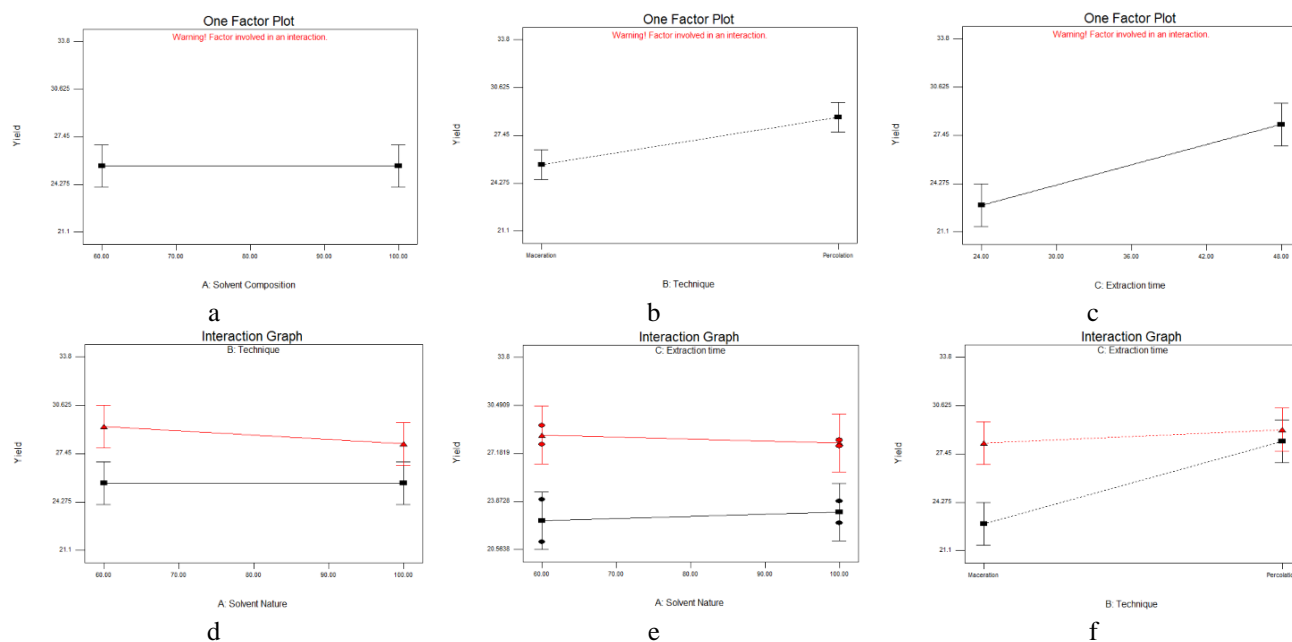 One Factor Plot
Warning! Factor involved in an interaction.
33.8
30.625
27.45
24.275
21.1
Yield
60.00 70.00 80.00 90.00 100.00
A: Solvent Composition
a
One Factor Plot
Warning! Factor involved in an interaction.
33.8
30.625
27.45
24.275
21.1
Yield
Maceration Percolation
B: Technique
b
One Factor Plot
Warning! Factor involved in an interaction.
33.8
30.625
27.45
24.275
21.1
Yield
24.00 30.00 36.00 42.00 48.00
C: Extraction time
c
Interaction Graph
B: Technique
33.8
30.625
27.45
24.275
21.1
Yield
60.00 70.00 80.00 90.00 100.00
A: Solvent Nature
d
Interaction Graph
C: Extraction time
33.8
30.4909
27.1819
23.8728
20.5638
Yield
60.00 70.00 80.00 90.00 100.00
A: Solvent Nature
e
Interaction Graph
C: Extraction time
33.8
30.625
27.45
24.275
21.1
Yield
Maceration Percolation
B: Technique
f